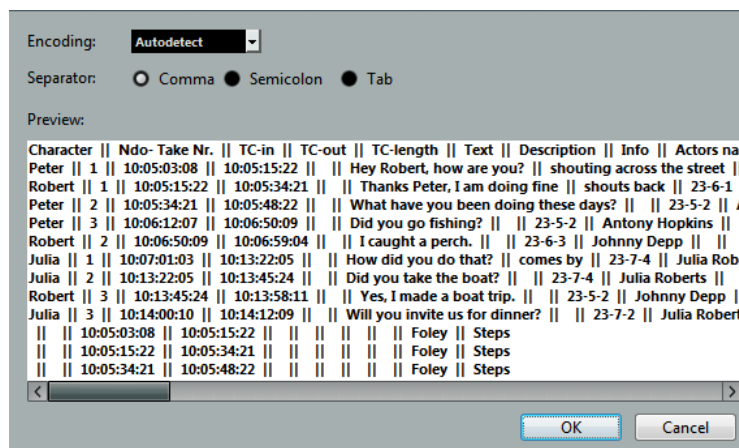 Encoding: Autodetect
Separator: Comma Semicolon Tab
Preview:
Character || Ndo- Take Nr. || TC-in || TC-out || TC-length || Text || Description || Info || Actors na
Peter || 1 || 10:05:03:08 || 10:05:15:22 || || Hey Robert, how are you? || shouting across the street ||
Robert || 1 || 10:05:15:22 || 10:05:34:21 || || Thanks Peter, I am doing fine || shouts back || 23-6-1
Peter || 2 || 10:05:34:21 || 10:05:48:22 || || What have you been doing these days? || || 23-5-2 ||
Peter || 3 || 10:06:12:07 || 10:06:50:09 || || Did you go fishing? || || 23-5-2 || Antony Hopkins ||
Robert || 2 || 10:06:50:09 || 10:06:59:04 || || I caught a perch. || || 23-6-3 || Johnny Depp || ||
Julia || 1 || 10:07:01:03 || 10:13:22:05 || || How did you do that? || comes by || 23-7-4 || Julia Rob
Julia || 2 || 10:13:22:05 || 10:13:45:24 || || Did you take the boat? || || 23-7-4 || Julia Roberts ||
Robert || 3 || 10:13:45:24 || 10:13:58:11 || || Yes, I made a boat trip. || || 23-5-2 || Johnny Depp ||
Julia || 3 || 10:14:00:10 || 10:14:12:09 || || Will you invite us for dinner? || || 23-7-2 || Julia Robert
|| || 10:05:03:08 || 10:05:15:22 || || || || || || Foley || Steps
|| || 10:05:15:22 || 10:05:34:21 || || || || || || Foley || Steps
|| || 10:05:34:21 || 10:05:48:22 || || || || || || Foley || Steps
OK Cancel